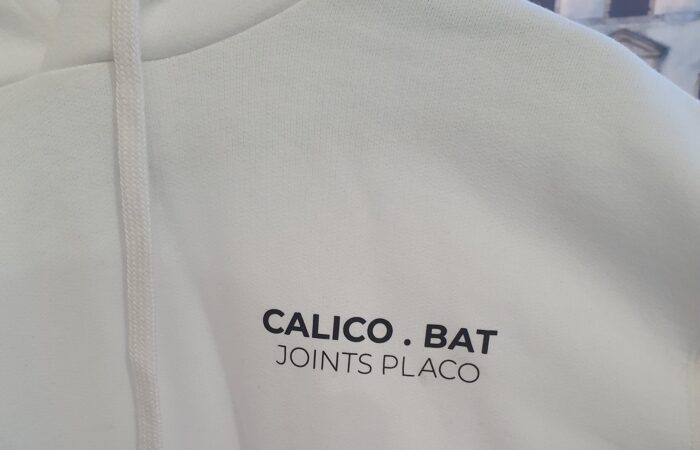 CALICO . BAT
JOINTS PLACO